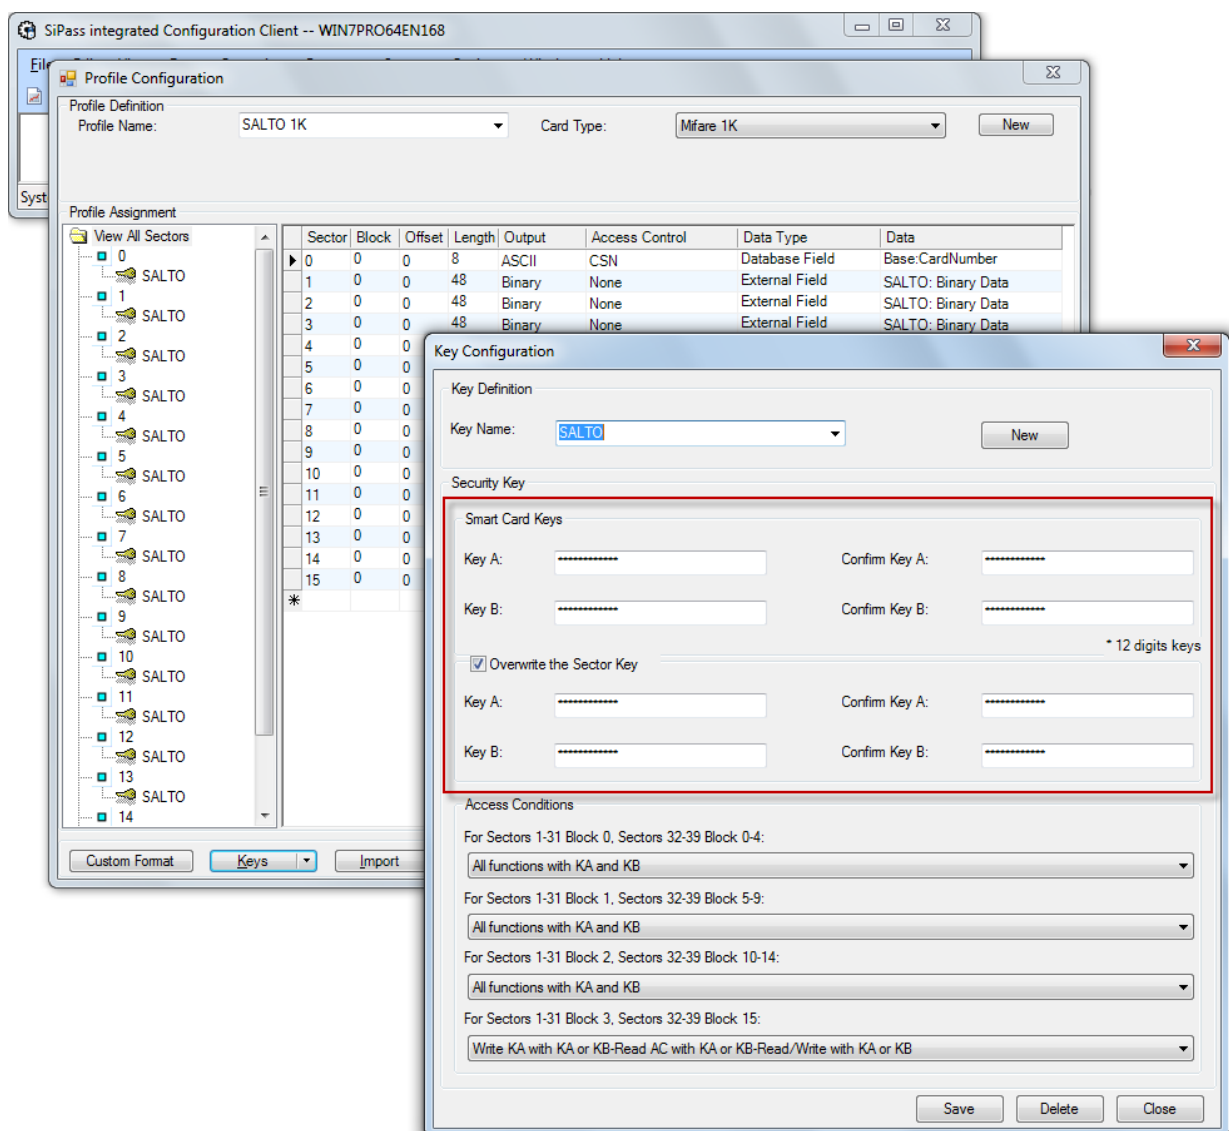 SiPass integrated Configuration Client -- WIN7PRO64EN168
File
Profile Configuration
Profile Definition
Profile Name: SALTO 1K Card Type: Mifare 1K New
Syst
Profile Assignment
View All Sectors
0
SALTO
1
SALTO
2
SALTO
3
SALTO
4
SALTO
5
SALTO
6
SALTO
7
SALTO
8
SALTO
9
SALTO
10
SALTO
11
SALTO
12
SALTO
13
SALTO
14
Sector Block Offset Length Output Access Control Data Type Data
0 0 0 8 ASCII CSN Database Field Base:CardNumber
1 0 0 48 Binary None External Field SALTO: Binary Data
2 0 0 48 Binary None External Field SALTO: Binary Data
3 0 0 48 Binary None External Field SALTO: Binary Data
4 0 0
5 0 0
6 0 0
7 0 0
8 0 0
9 0 0
10 0 0
11 0 0
12 0 0
13 0 0
14 0 0
15 0 0
Custom Format Keys Import
Key Configuration
Key Definition
Key Name: SALTO New
Security Key
Smart Card Keys
Key A: ************ Confirm Key A: ************
Key B: ************ Confirm Key B: ************
* 12 digits keys
Overwrite the Sector Key
Key A: ************ Confirm Key A: ************
Key B: ************ Confirm Key B: ************
Access Conditions
For Sectors 1-31 Block 0, Sectors 32-39 Block 0-4:
All functions with KA and KB
For Sectors 1-31 Block 1, Sectors 32-39 Block 5-9:
All functions with KA and KB
For Sectors 1-31 Block 2, Sectors 32-39 Block 10-14:
All functions with KA and KB
For Sectors 1-31 Block 3, Sectors 32-39 Block 15:
Write KA with KA or KB-Read AC with KA or KB-Read/Write with KA or KB
Save Delete Close